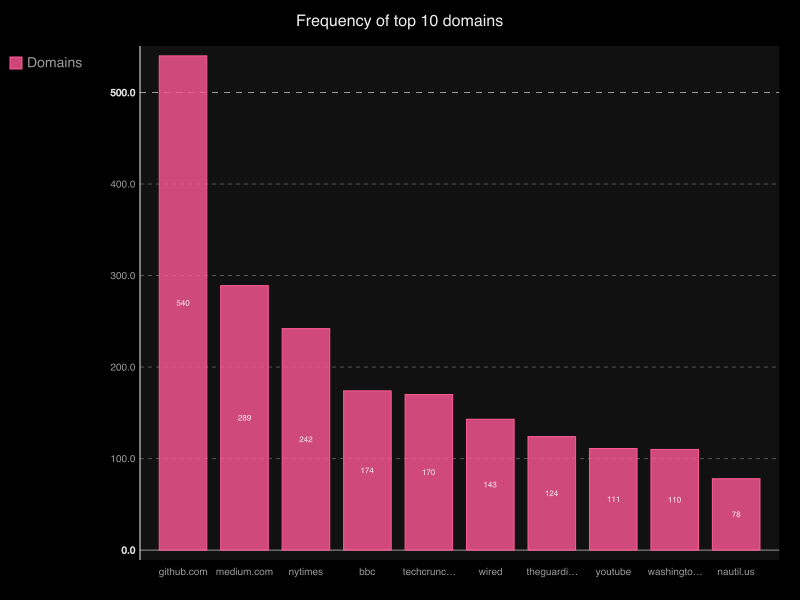 Frequency of top 10 domains
Domains
500.0
400.0
300.0
200.0
100.0
0.0
540
289
242
174
170
143
124
111
110
78
github.com
medium.com
nytimes
bbc
techcrunc…
wired
theguardi…
youtube
washingto…
nautil.us